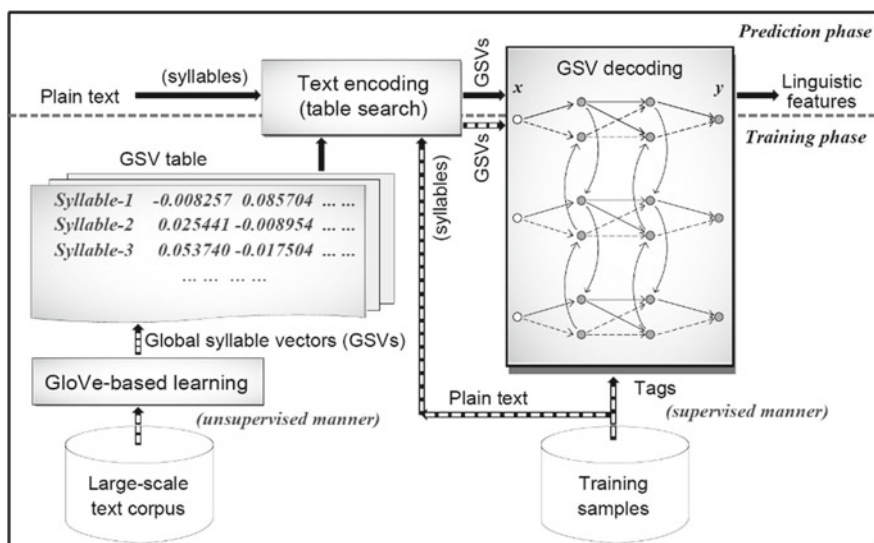 Prediction phase
(syllables)
Plain text
Text encoding
(table search)
GSVs
GSV decoding
x
y
Linguistic
features
Training phase
GSVs
GSV table
(syllables)
Syllable-1 -0.008257 0.085704 ... ...
Syllable-2 0.025441 -0.008954 ... ...
Syllable-3 0.053740 -0.017504 ... ...
... ... ... ...
Global syllable vectors (GSVs)
GloVe-based learning
(unsupervised manner)
Plain text
Tags
(supervised manner)
Large-scale
text corpus
Training
samples